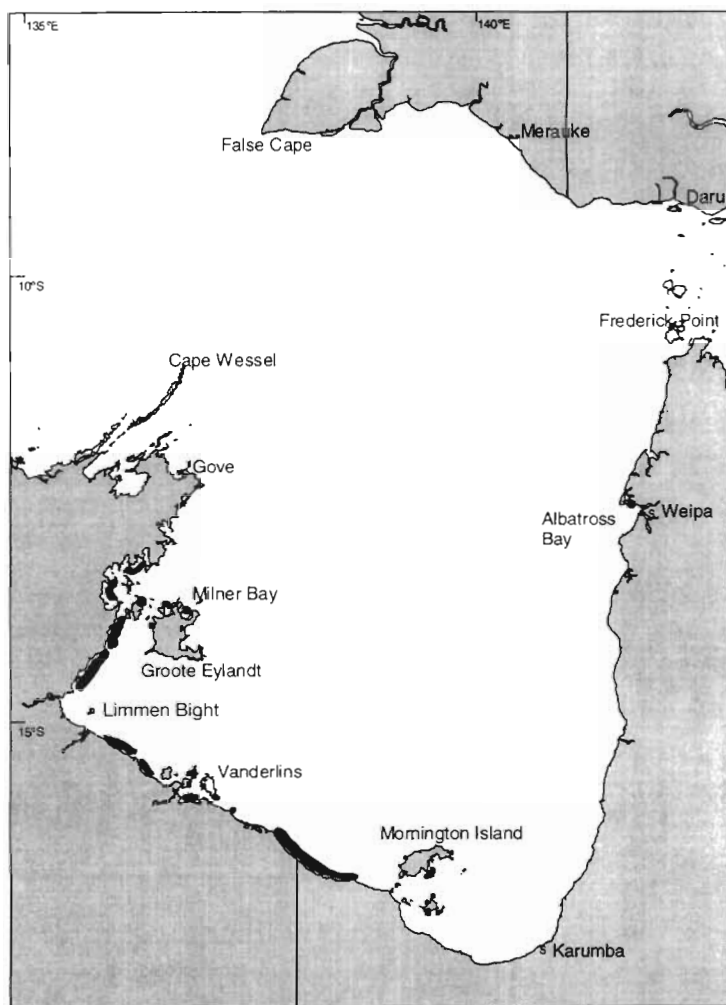 135°E
140°E
False Cape
Merauke
Daru
10°S
Frederick Point
Cape Wessel
Gove
Albatross
Bay
s Weipa
Milner Bay
Groote Eylandt
Limmen Bight
15°S
Vanderlins
Mornington Island
s Karumba